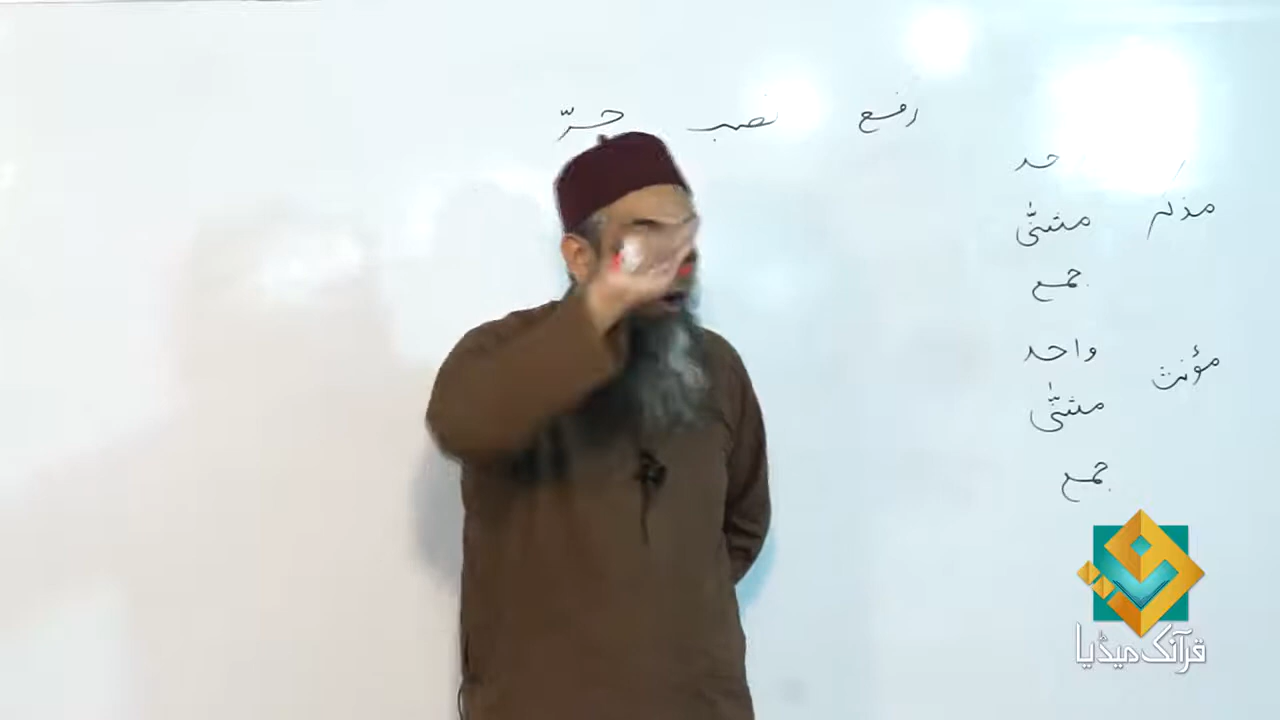 رفع نصب جرّ
حد
مذکر مثنّٰی
جمع
واحد
مؤنث مثنّٰی
جمع
قرآنک میڈیا